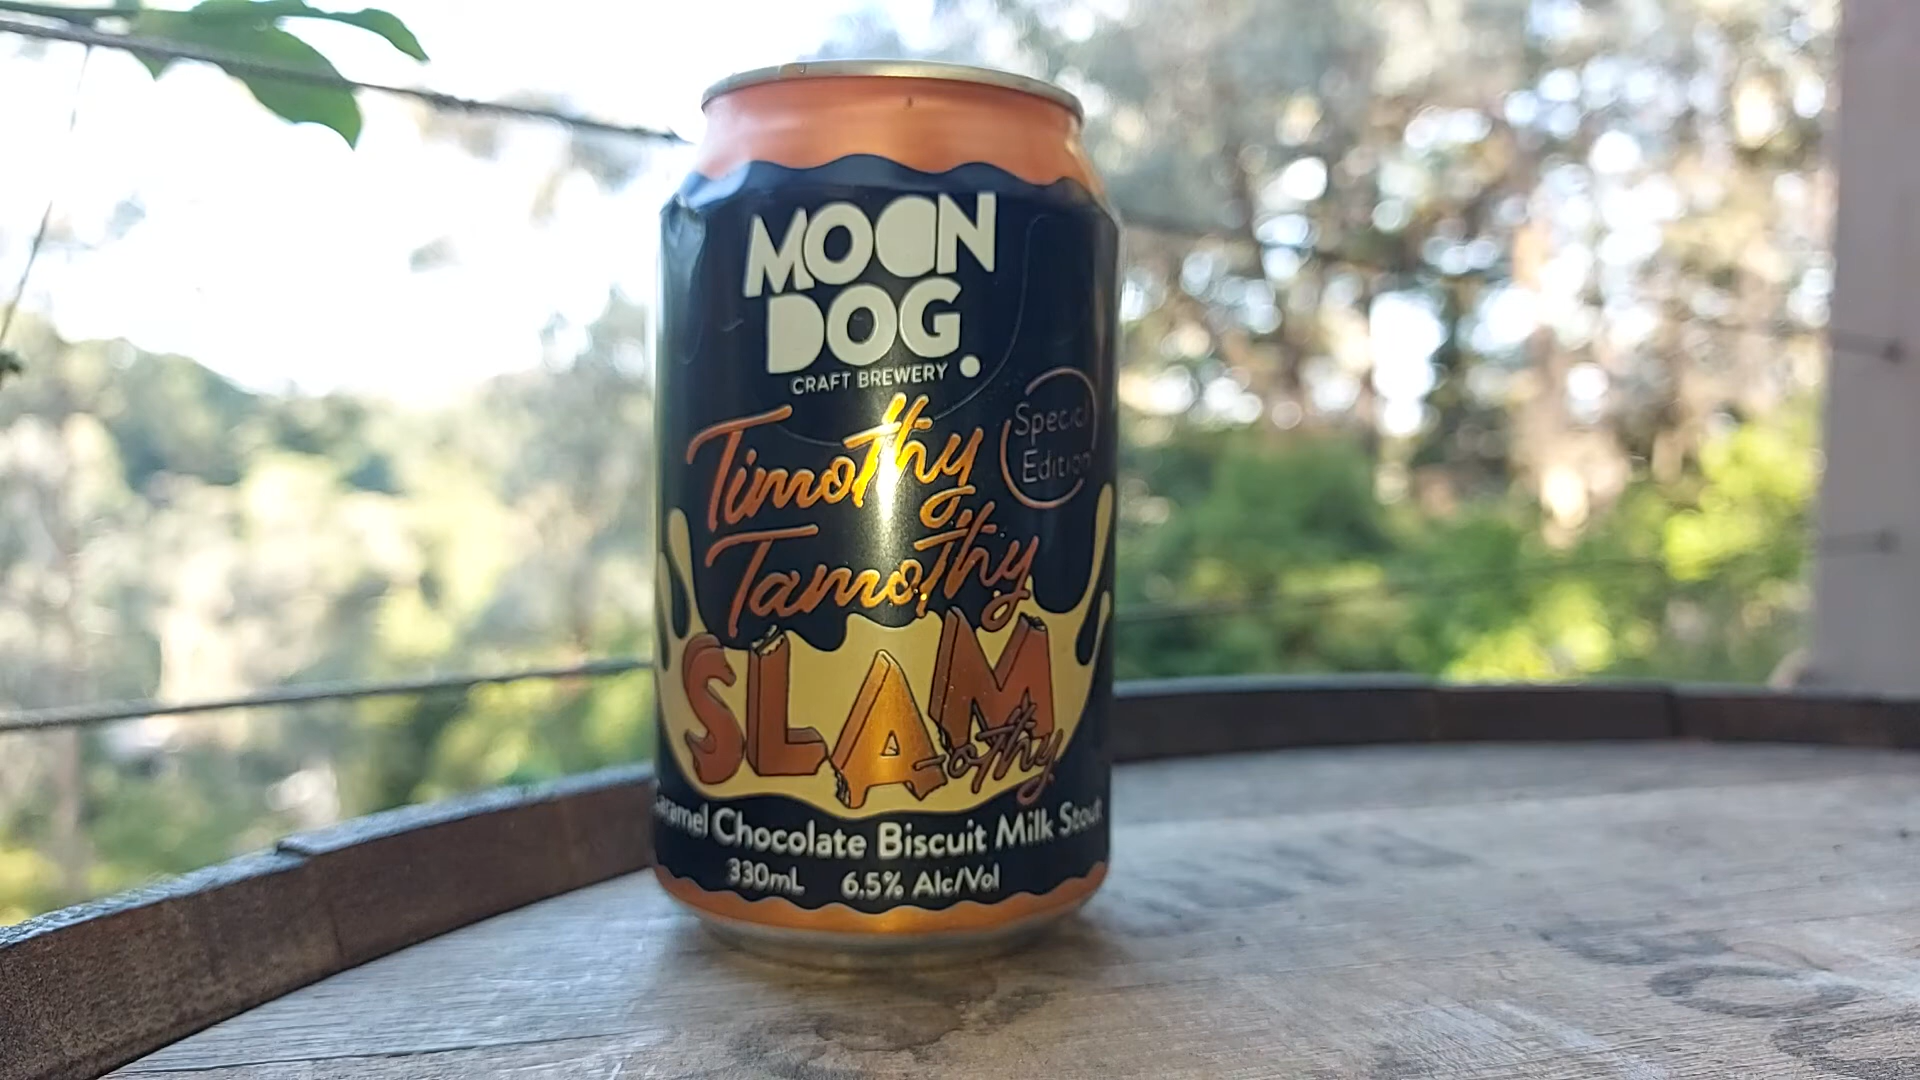 MOON
DOG.
CRAFT BREWERY
Special
Edition
Timothy
Tamothy
SLAM
-othy
Caramel Chocolate Biscuit Milk Stout
330mL 6.5% Alc/Vol